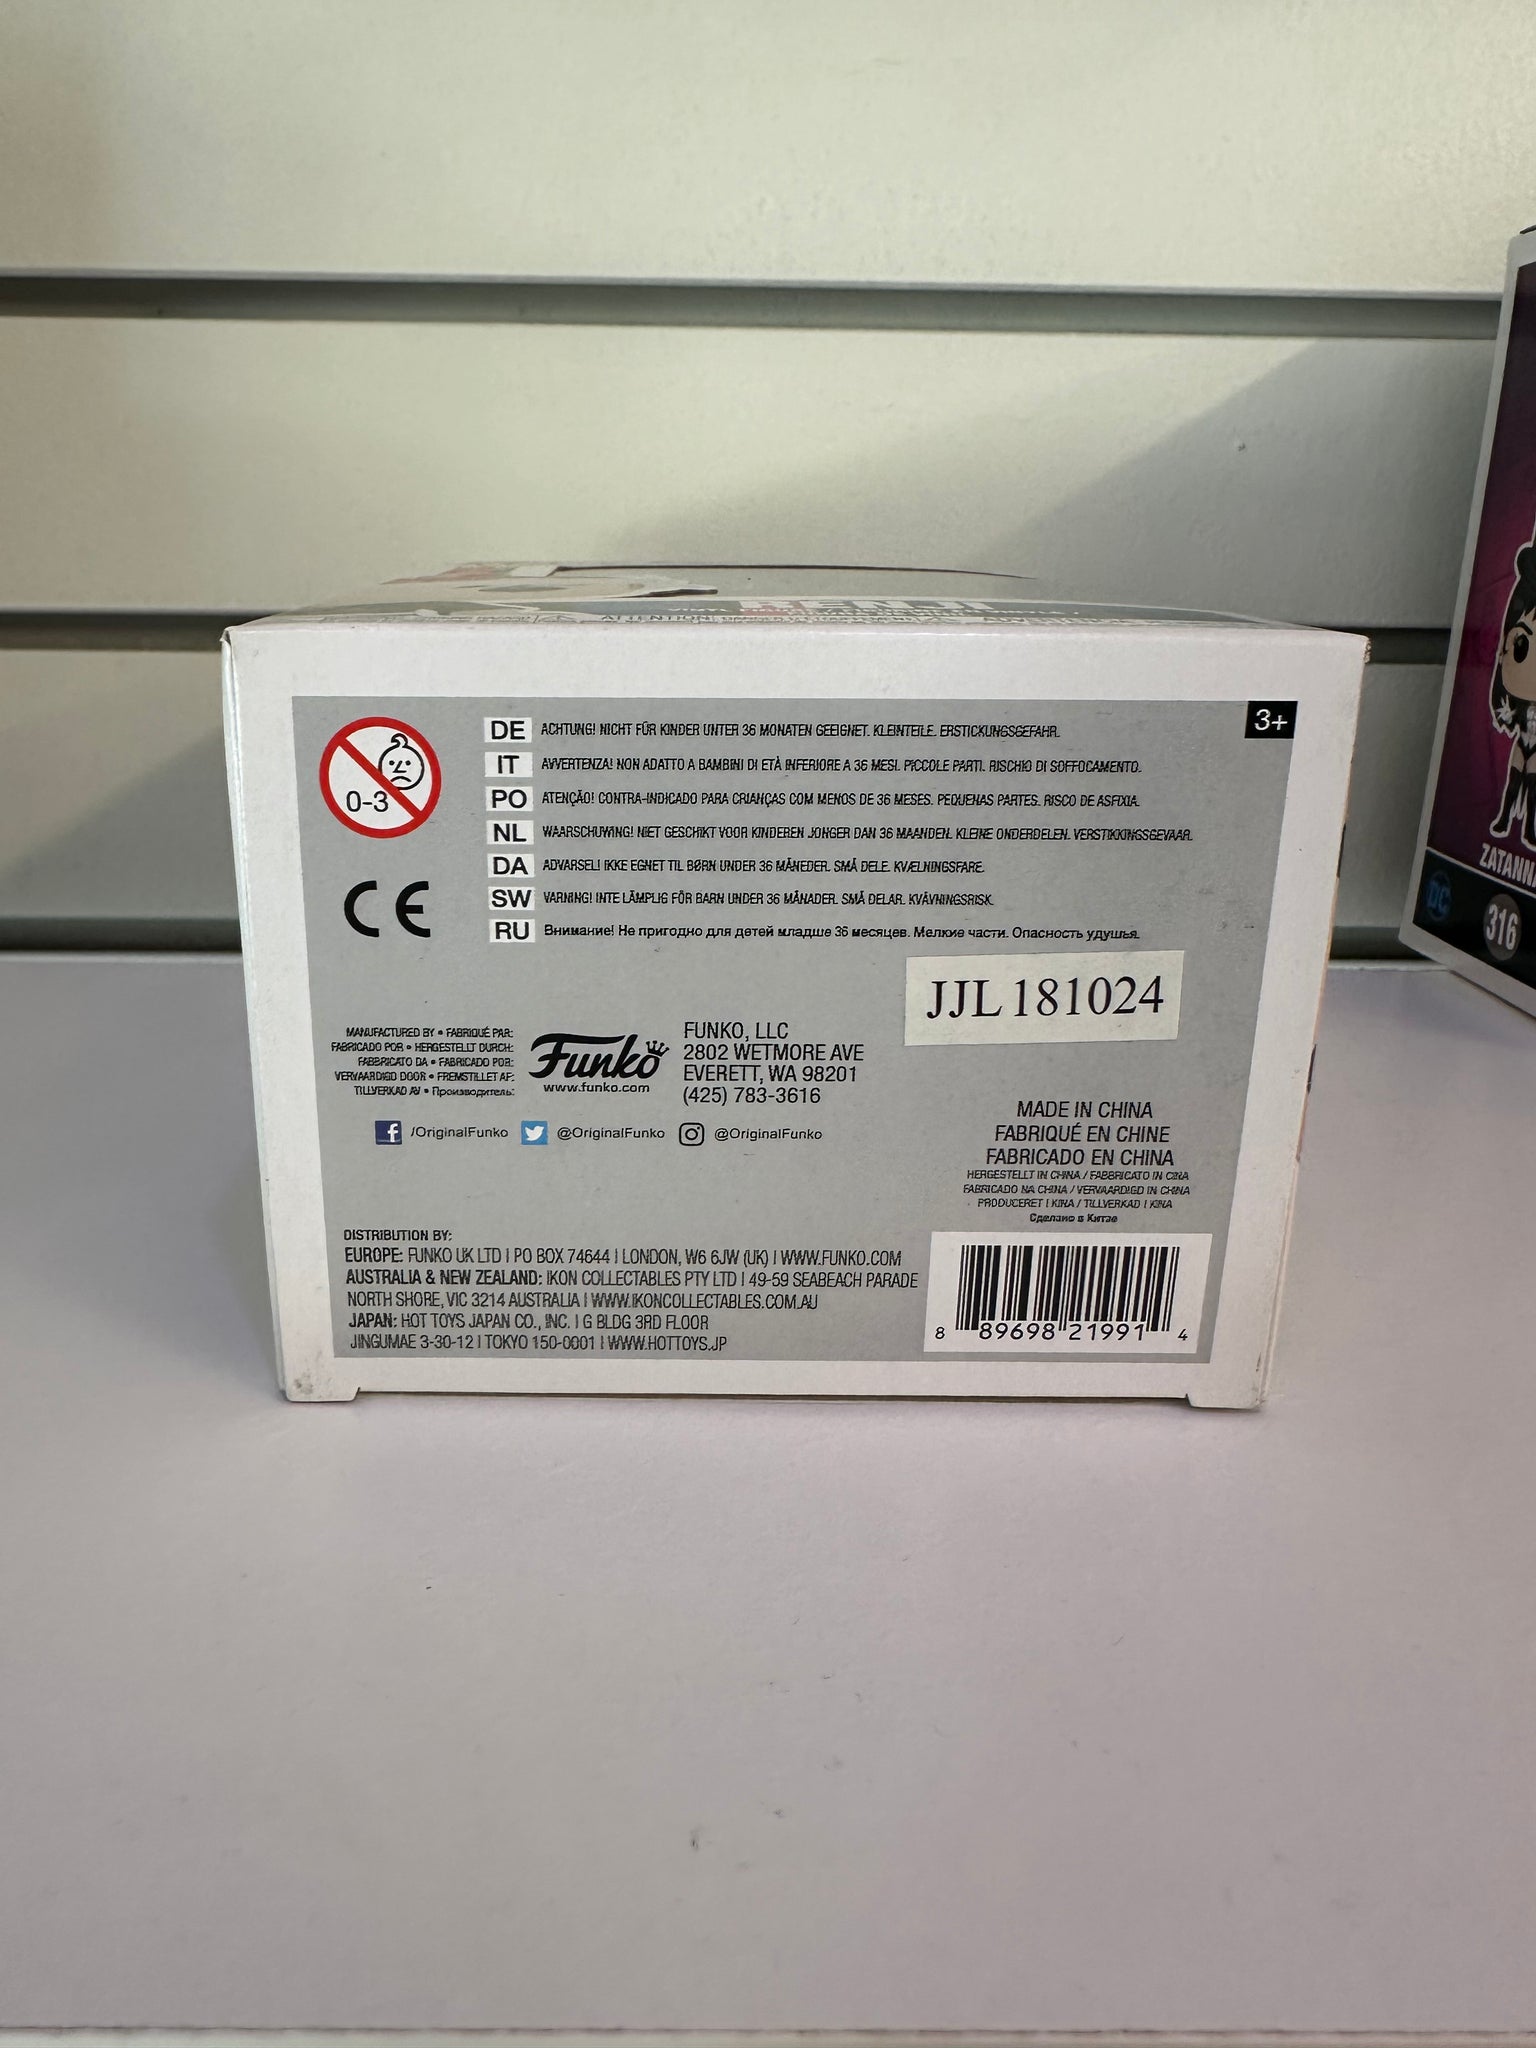 RENJI
3+
0-3
DE ACHTUNG! NICHT FÜR KINDER UNTER 36 MONATEN GEEIGNET. KLEINTEILE. ERSTICKUNGSGEFAHR.
IT AVVERTENZA! NON ADATTO A BAMBINI DI ETÀ INFERIORE A 36 MESI. PICCOLE PARTI. RISCHIO DI SOFFOCAMENTO.
PO ATENÇÃO! CONTRA-INDICADO PARA CRIANÇAS COM MENOS DE 36 MESES. PEQUENAS PARTES. RISCO DE ASFIXIA.
NL WAARSCHUWING! NIET GESCHIKT VOOR KINDEREN JONGER DAN 36 MAANDEN. KLEINE ONDERDELEN. VERSTIKKINGSGEVAAR.
DA ADVARSEL! IKKE EGNET TIL BØRN UNDER 36 MÅNEDER. SMÅ DELE. KVÆLNINGSFARE.
SW VARNING! INTE LÄMPLIG FÖR BARN UNDER 36 MÅNADER. SMÅ DELAR. KVÄVNINGSRISK.
RU Внимание! Не пригодно для детей младше 36 месяцев. Мелкие части. Опасность удушья.
CE
JJL 181024
MANUFACTURED BY • FABRIQUÉ PAR:
FABRICADO POR • HERGESTELLT DURCH:
FABBRICATO DA • FABRICADO POR:
VERVAARDIGD DOOR • FREMSTILLET AF:
TILLVERKAD AV • Производитель:
Funko
www.funko.com
FUNKO, LLC
2802 WETMORE AVE
EVERETT, WA 98201
(425) 783-3616
/OriginalFunko @OriginalFunko @OriginalFunko
MADE IN CHINA
FABRIQUÉ EN CHINE
FABRICADO EN CHINA
HERGESTELLT IN CHINA / FABBRICATO IN CINA
FABRICADO NA CHINA / VERVAARDIGD IN CHINA
PRODUCERET I KINA / TILLVERKAD I KINA
Сделано в Китае
DISTRIBUTION BY:
EUROPE: FUNKO UK LTD | PO BOX 74644 | LONDON, W6 6JW (UK) | WWW.FUNKO.COM
AUSTRALIA & NEW ZEALAND: IKON COLLECTABLES PTY LTD | 49-59 SEABEACH PARADE
NORTH SHORE, VIC 3214 AUSTRALIA | WWW.IKONCOLLECTABLES.COM.AU
JAPAN: HOT TOYS JAPAN CO., INC. | G BLDG 3RD FLOOR
JINGUMAE 3-30-12 | TOKYO 150-0001 | WWW.HOTTOYS.JP
8 89698 21991 4
ZATANN
DC
316